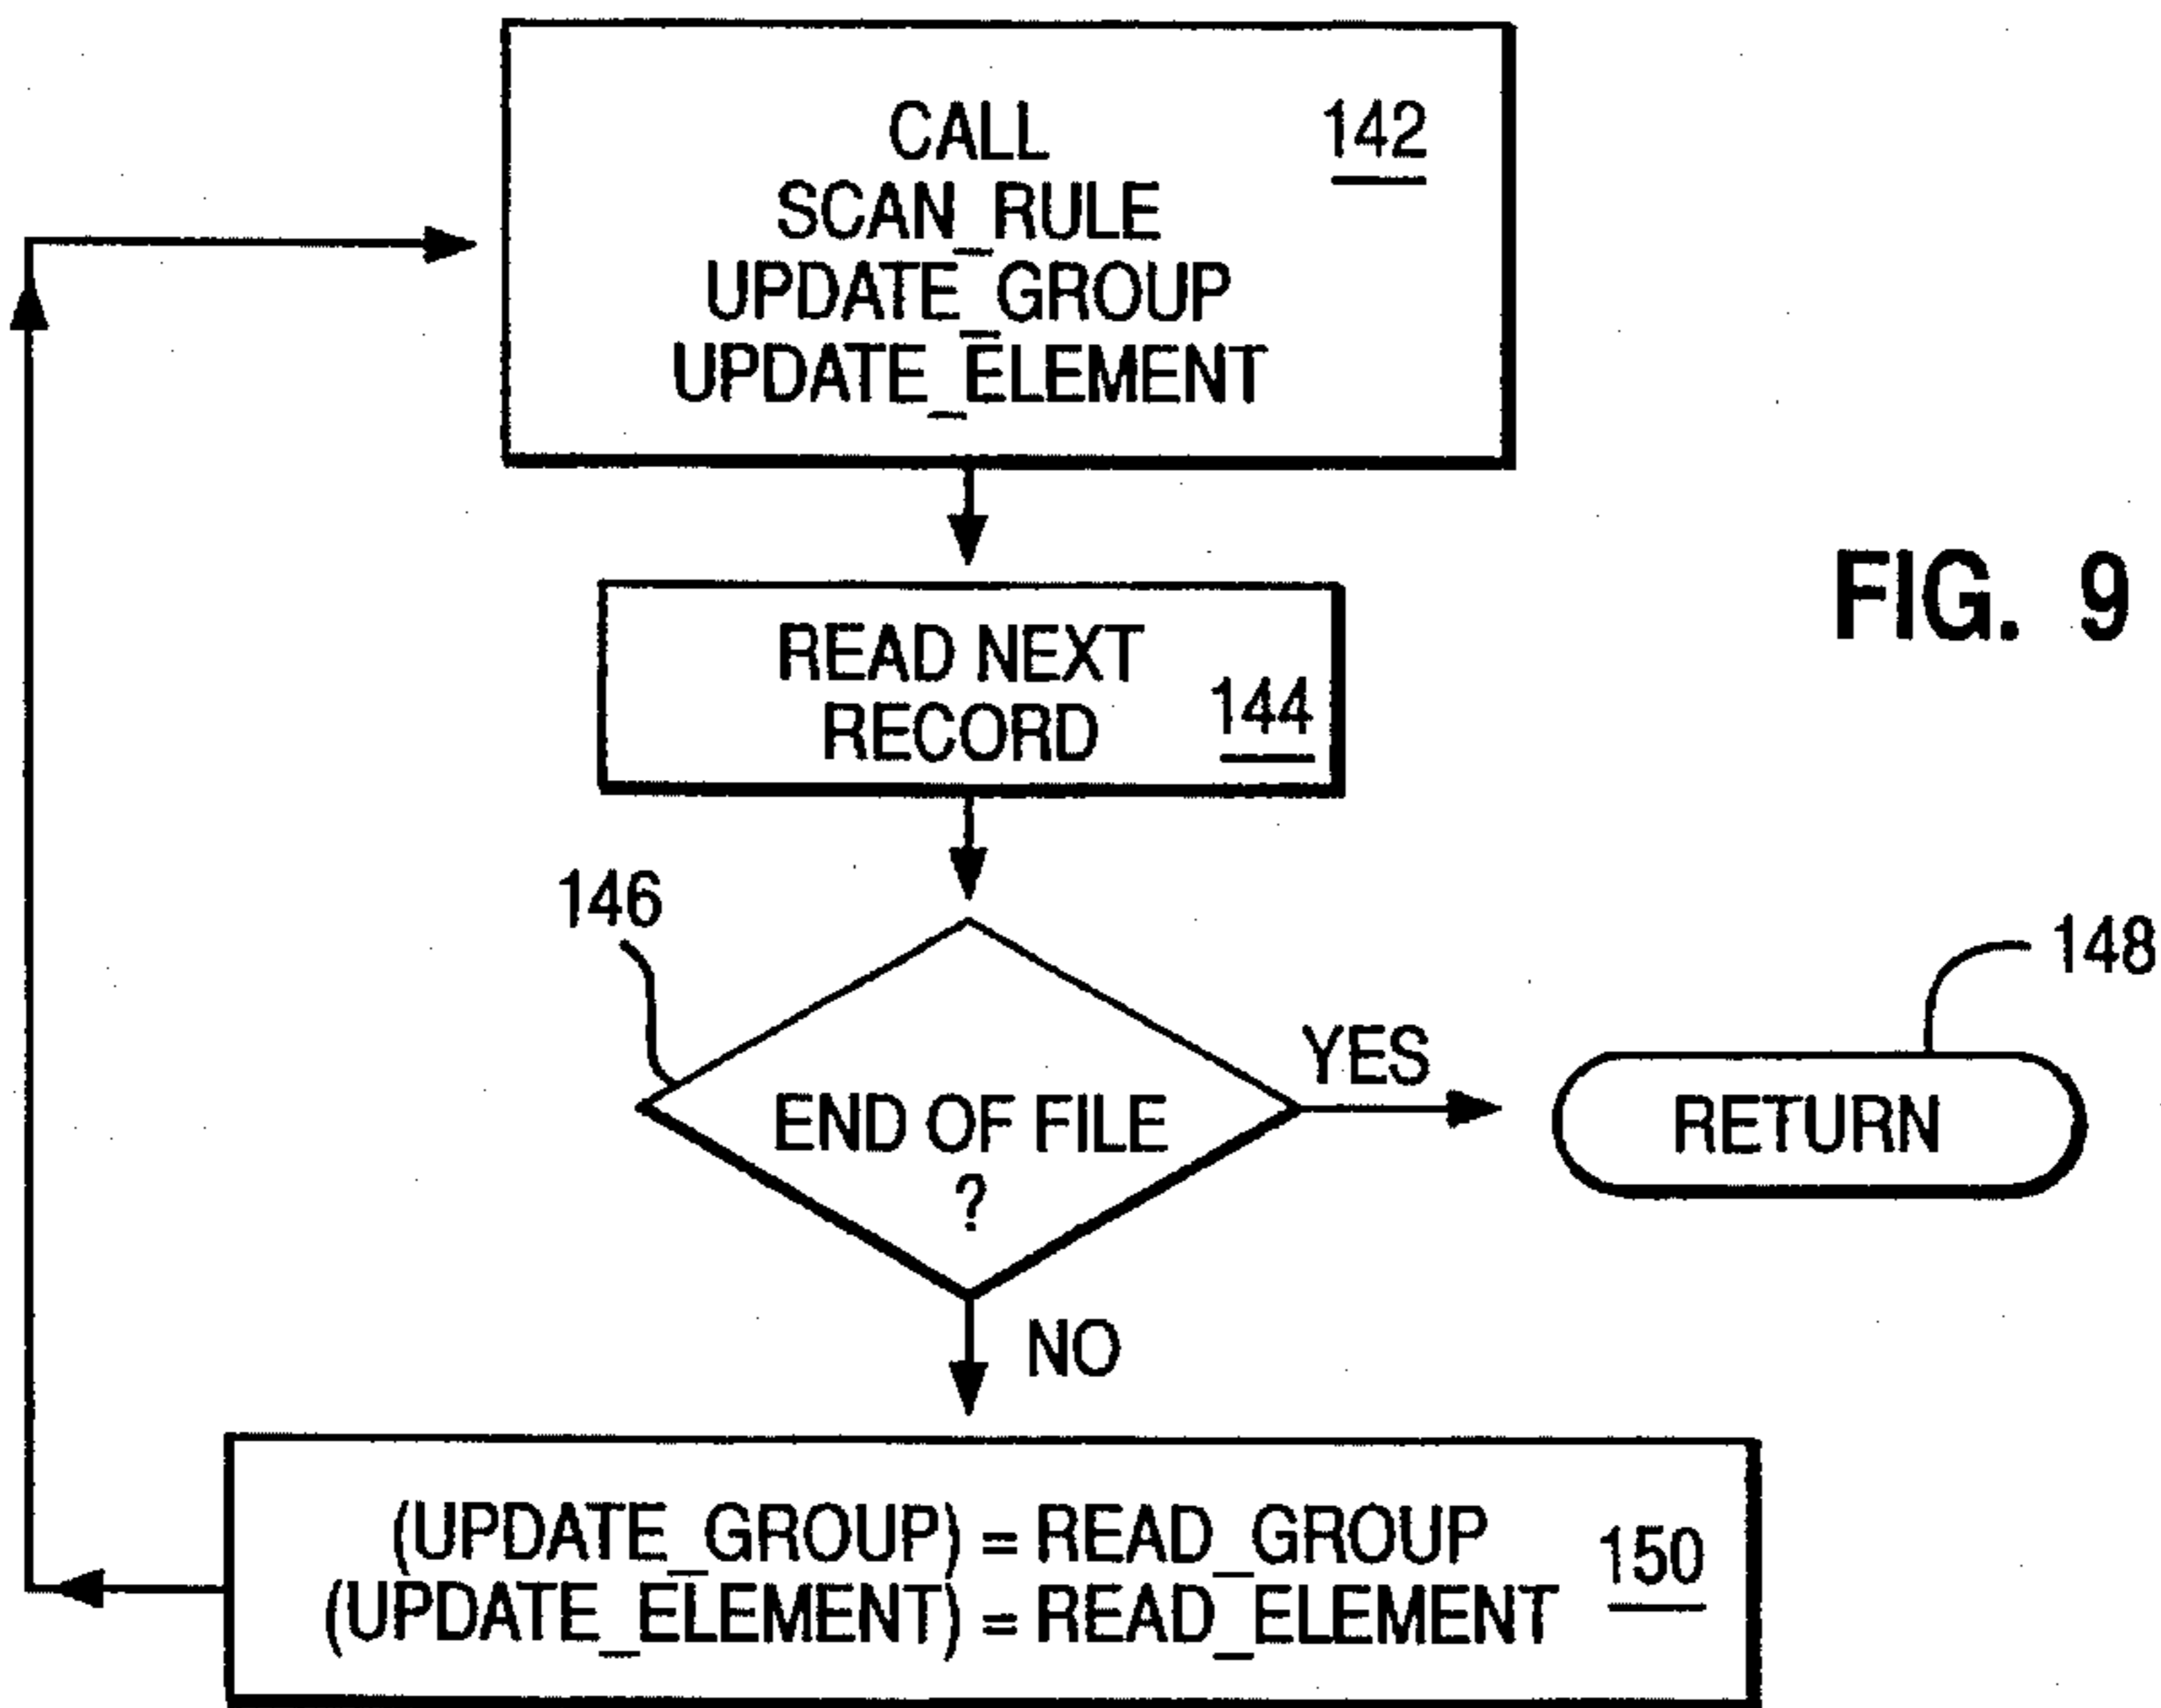 CALL
142
SCAN_RULE
UPDATE_GROUP
UPDATE_ELEMENT
FIG. 9
READ NEXT
RECORD
144
146
148
YES
END OF FILE
?
RETURN
NO
(UPDATE_GROUP) = READ_GROUP
150
(UPDATE_ELEMENT) = READ_ELEMENT